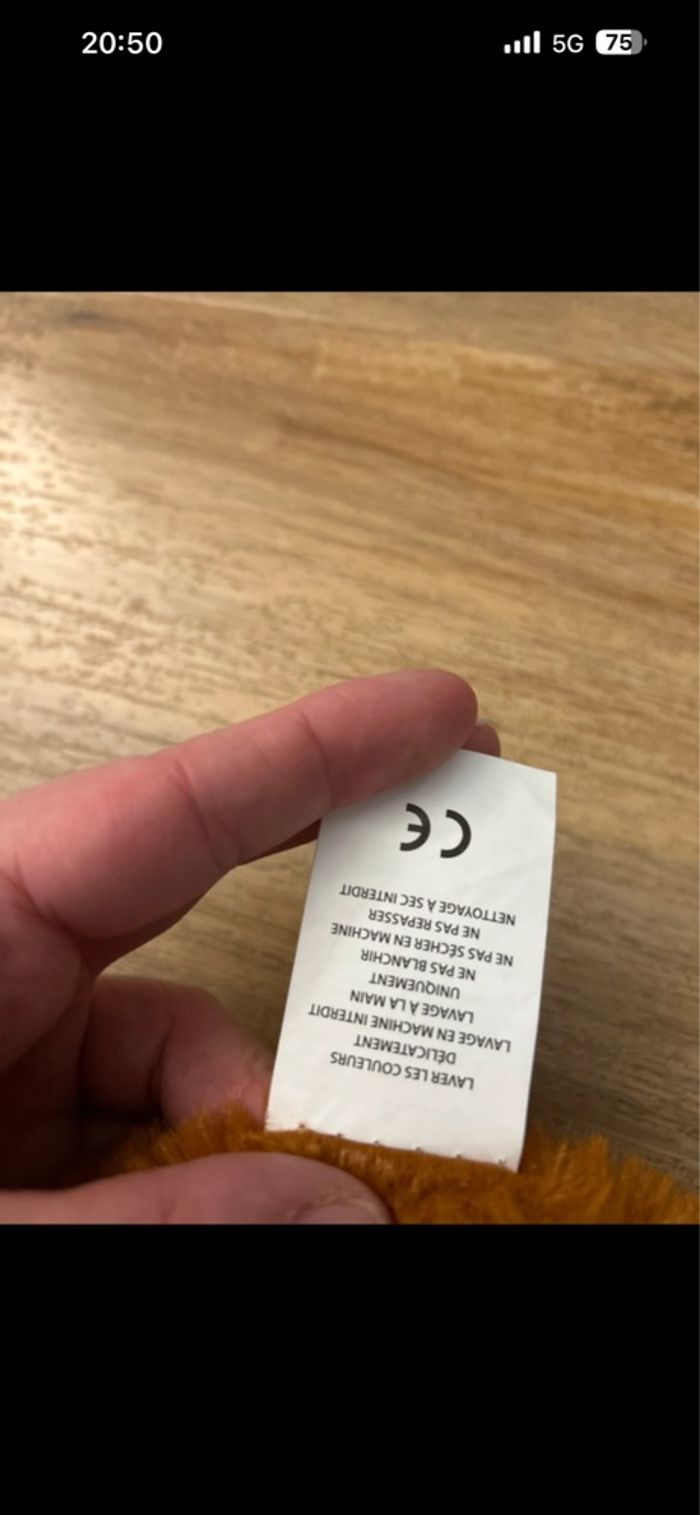 20:50
5G
75
LAVER LES COULEURS
DÉLICATEMENT
LAVAGE EN MACHINE INTERDIT
LAVAGE À LA MAIN
UNIQUEMENT
NE PAS BLANCHIR
NE PAS SÉCHER EN MACHINE
NE PAS REPASSER
NETTOYAGE À SEC INTERDIT
CE